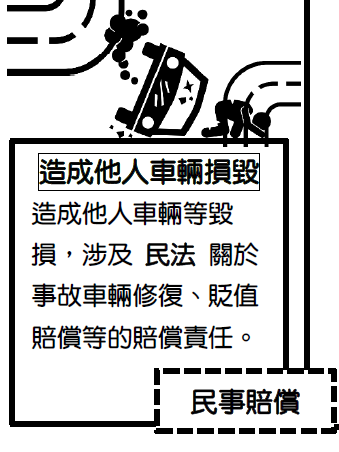 造成他人車輛損毀
造成他人車輛等毀
損，涉及 民法 關於
事故車輛修復、貶值
賠償等的賠償責任。
民事賠償